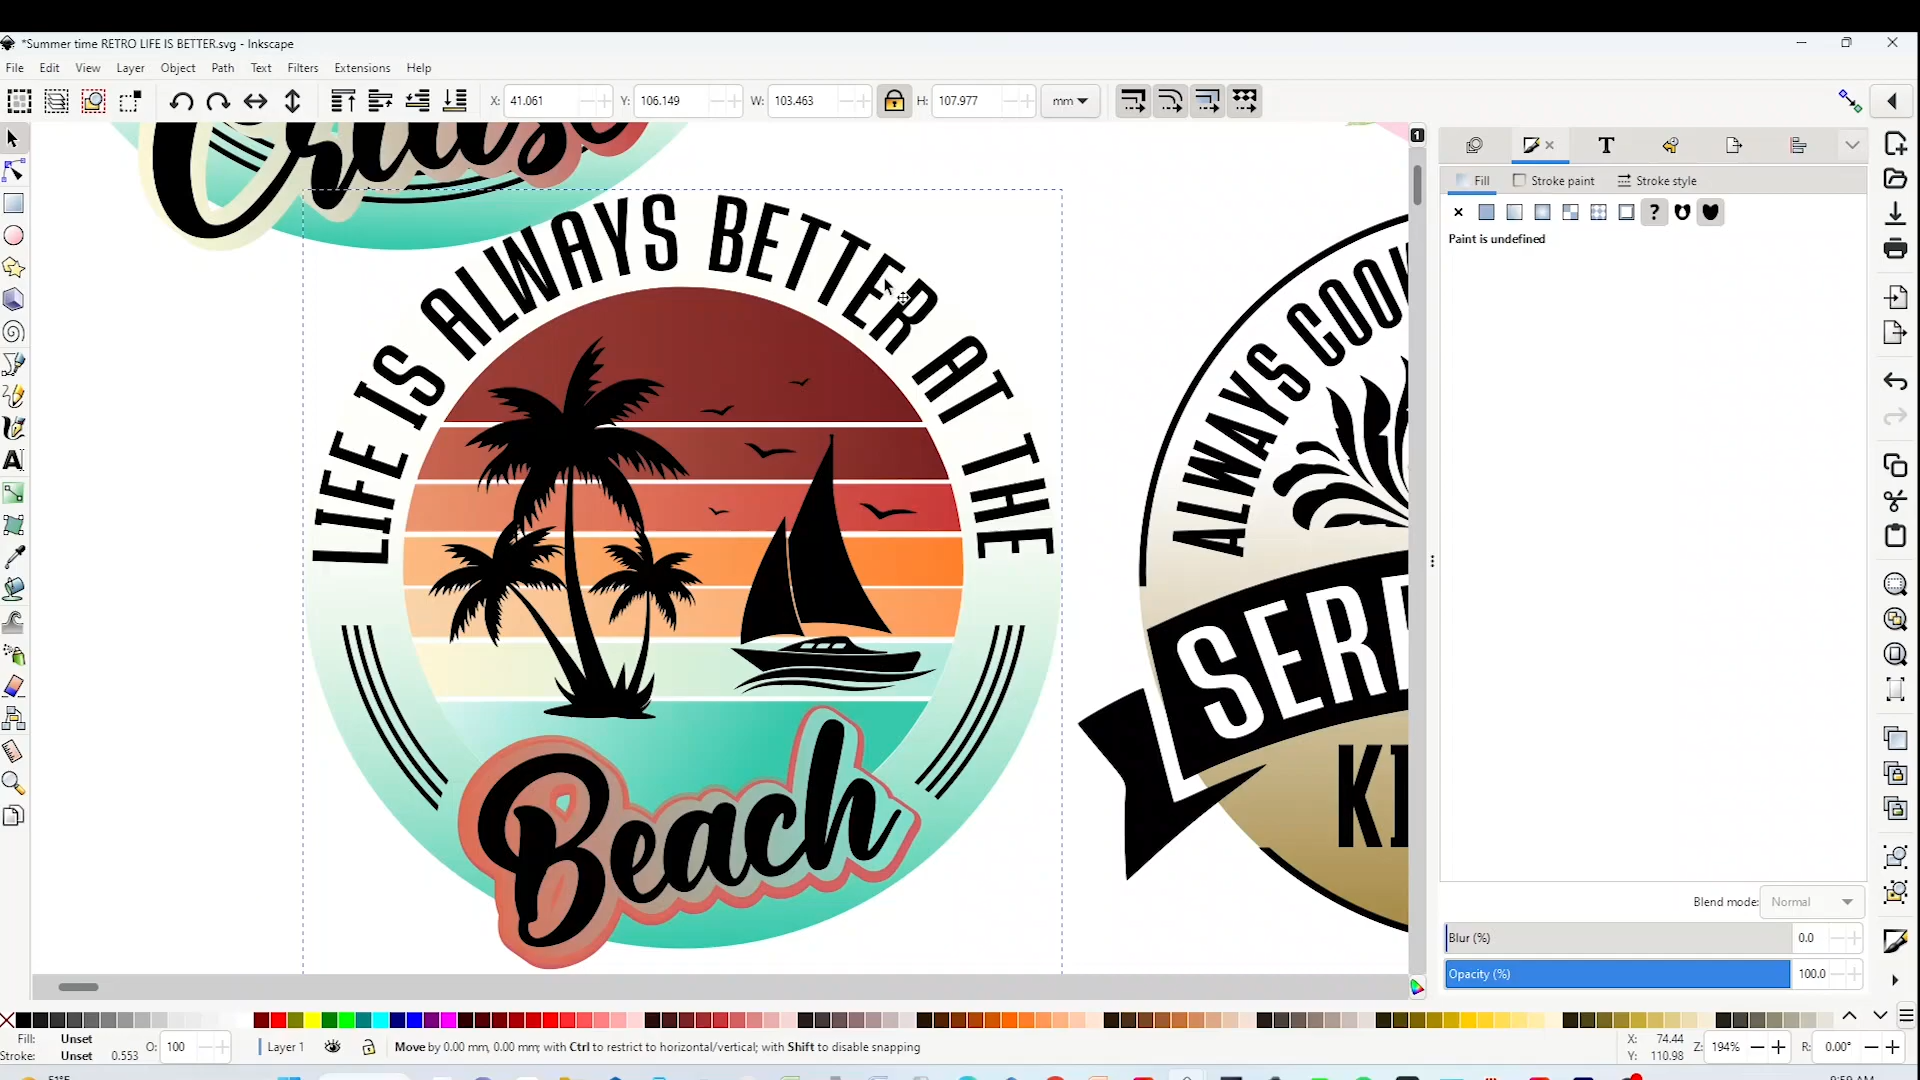 *Summer time RETRO LIFE IS BETTER.svg - Inkscape
File Edit View Layer Object Path Text Filters Extensions Help
X: 41.061 Y: 106.149 W: 103.463 H: 107.977 mm
1
Cruise
LIFE IS ALWAYS BETTER AT THE
Beach
ALWAYS
Fill Stroke paint Stroke style
?
Paint is undefined
Blend mode: Normal
Blur (%) 0.0
Opacity (%) 100.0
Fill: Unset
Stroke: Unset 0.553 O: 100 Layer 1 Move by 0.00 mm, 0.00 mm; with Ctrl to restrict to horizontal/vertical; with Shift to disable snapping
X: 74.44
Y: 110.98
Z: 194% R: 0.00°